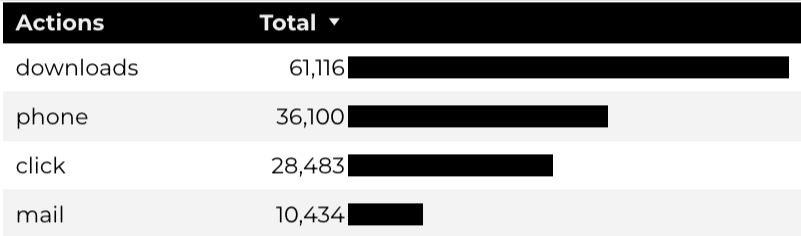 Actions Total ▼
downloads 61,116
phone 36,100
click 28,483
mail 10,434